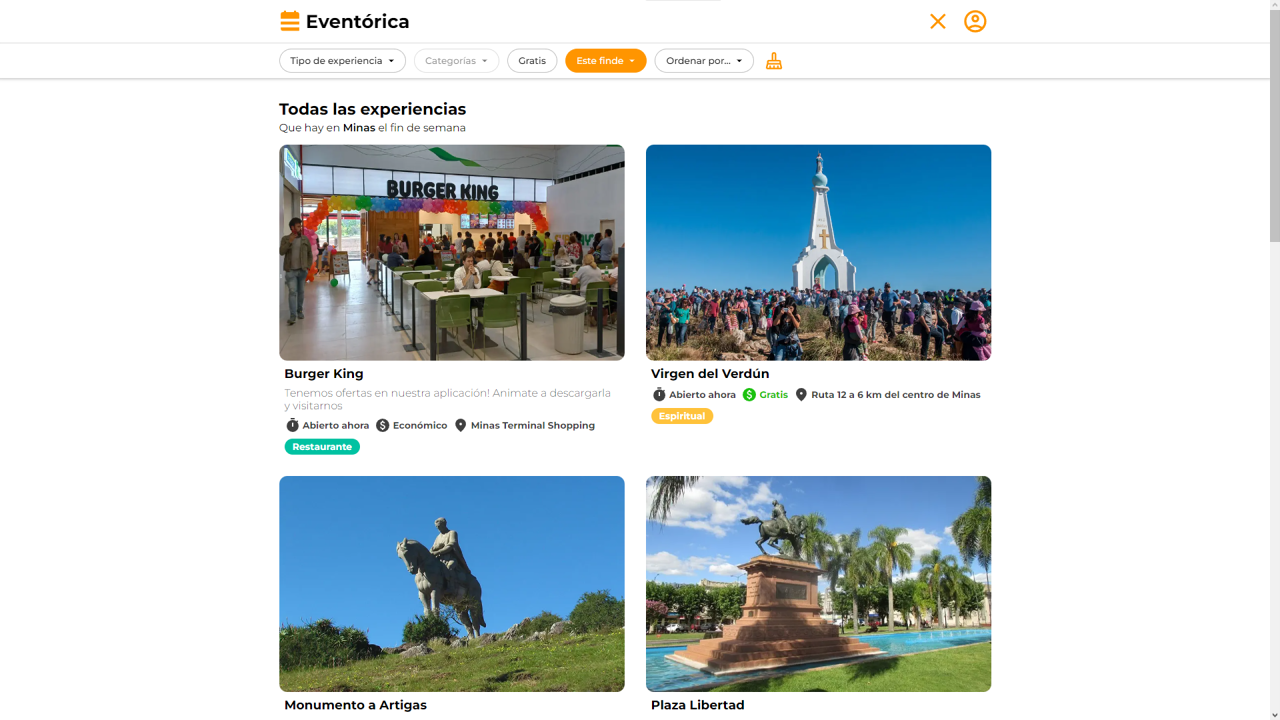 Eventórica
Tipo de experiencia
Categorías
Gratis
Este finde
Ordenar por...
Todas las experiencias
Que hay en Minas el fin de semana
BURGER KING
Burger King
Tenemos ofertas en nuestra aplicación! Animate a descargarla
y visitarnos
Abierto ahora
Económico
Minas Terminal Shopping
Restaurante
Virgen del Verdún
Abierto ahora
Gratis
Ruta 12 a 6 km del centro de Minas
Espiritual
Monumento a Artigas
Plaza Libertad